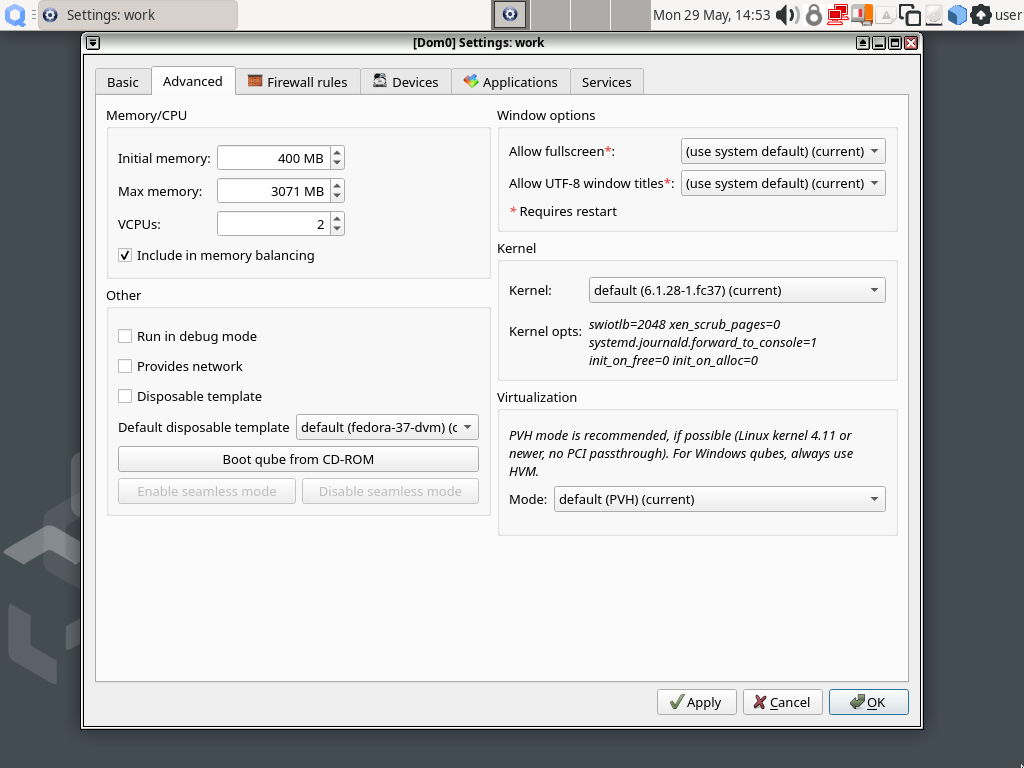 Settings: work
Mon 29 May, 14:53
user
[Dom0] Settings: work
Basic
Advanced
Firewall rules
Devices
Applications
Services
Memory/CPU
Initial memory: 400 MB
Max memory: 3071 MB
VCPUs: 2
Include in memory balancing
Other
Run in debug mode
Provides network
Disposable template
Default disposable template default (fedora-37-dvm) (c
Boot qube from CD-ROM
Enable seamless mode
Disable seamless mode
Window options
Allow fullscreen*: (use system default) (current)
Allow UTF-8 window titles*: (use system default) (current)
* Requires restart
Kernel
Kernel: default (6.1.28-1.fc37) (current)
Kernel opts: swiotlb=2048 xen_scrub_pages=0
systemd.journald.forward_to_console=1
init_on_free=0 init_on_alloc=0
Virtualization
PVH mode is recommended, if possible (Linux kernel 4.11 or
newer, no PCI passthrough). For Windows qubes, always use
HVM.
Mode: default (PVH) (current)
Apply
Cancel
OK